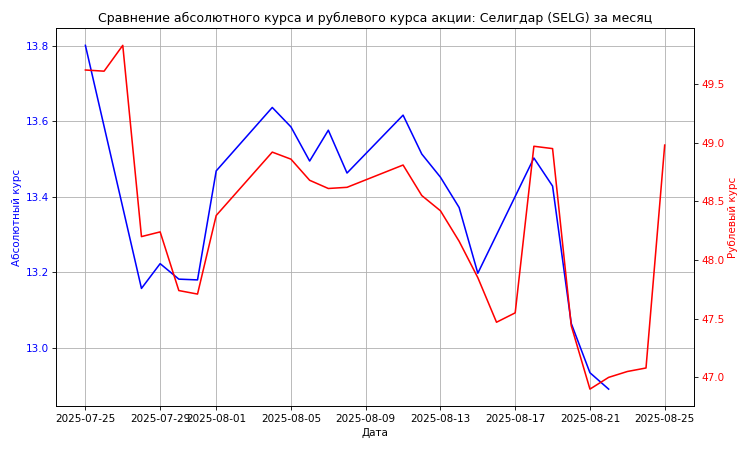 Сравнение абсолютного курса и рублевого курса акции: Селигдар (SELG) за месяц
13.8
13.6
13.4
13.2
13.0
Абсолютный курс
49.5
49.0
48.5
48.0
47.5
47.0
Рублевый курс
2025-07-25 2025-07-29 2025-08-01 2025-08-05 2025-08-09 2025-08-13 2025-08-17 2025-08-21 2025-08-25
Дата